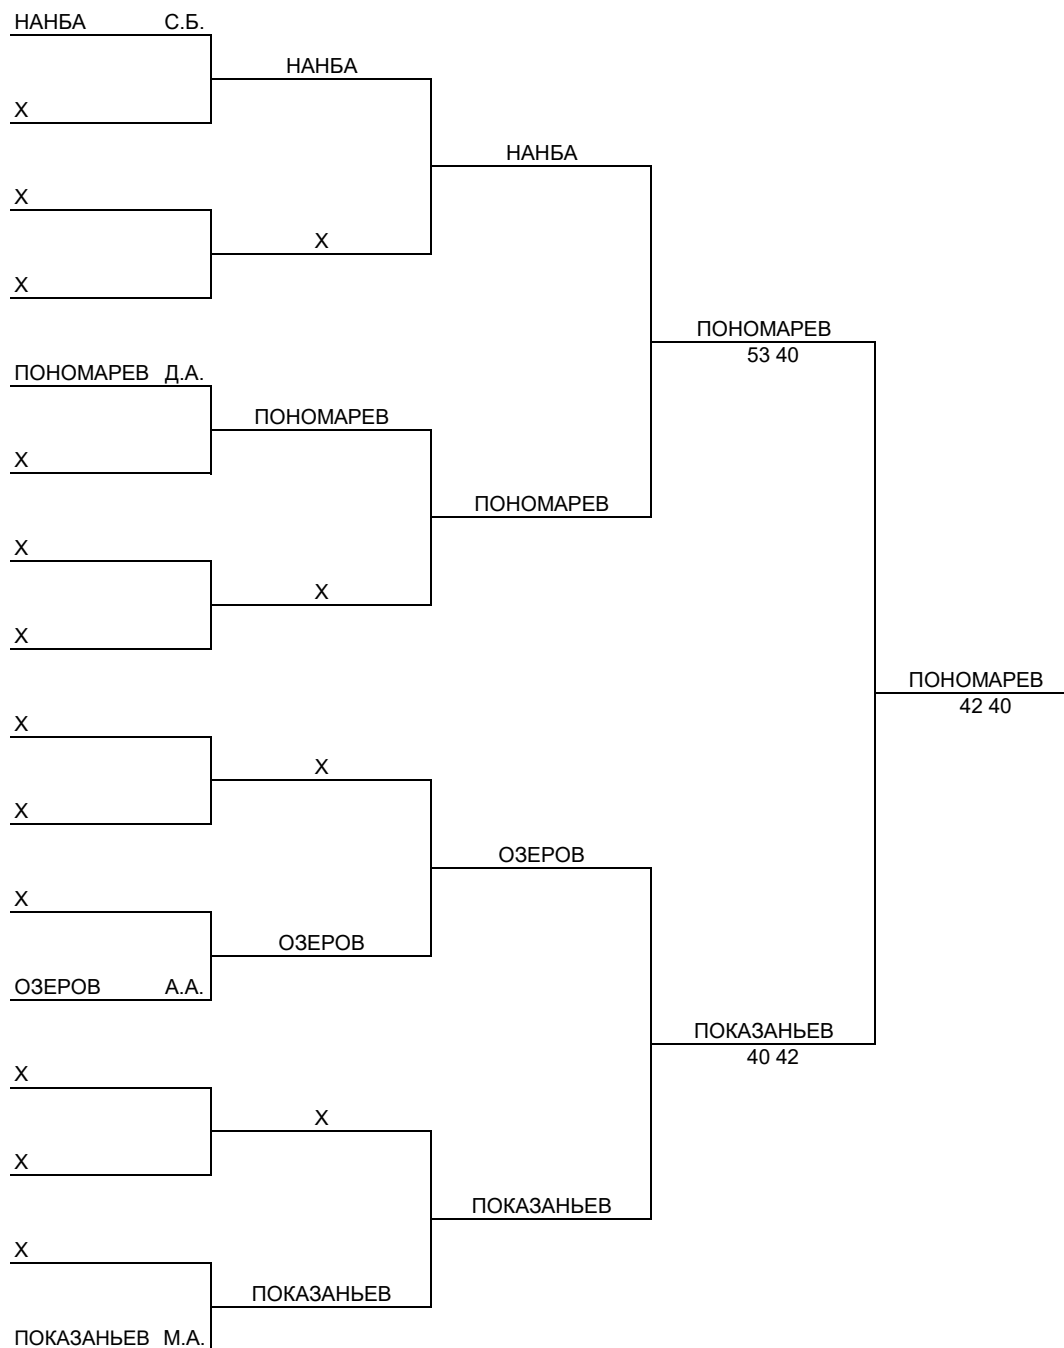 НАНБА С.Б.
НАНБА
X
НАНБА
X
X
X
ПОНОМАРЕВ
53 40
ПОНОМАРЕВ Д.А.
ПОНОМАРЕВ
X
ПОНОМАРЕВ
X
X
X
ПОНОМАРЕВ
42 40
X
X
X
ОЗЕРОВ
X
ОЗЕРОВ
ОЗЕРОВ А.А.
ПОКАЗАНЬЕВ
40 42
X
X
X
ПОКАЗАНЬЕВ
X
ПОКАЗАНЬЕВ
ПОКАЗАНЬЕВ М.А.